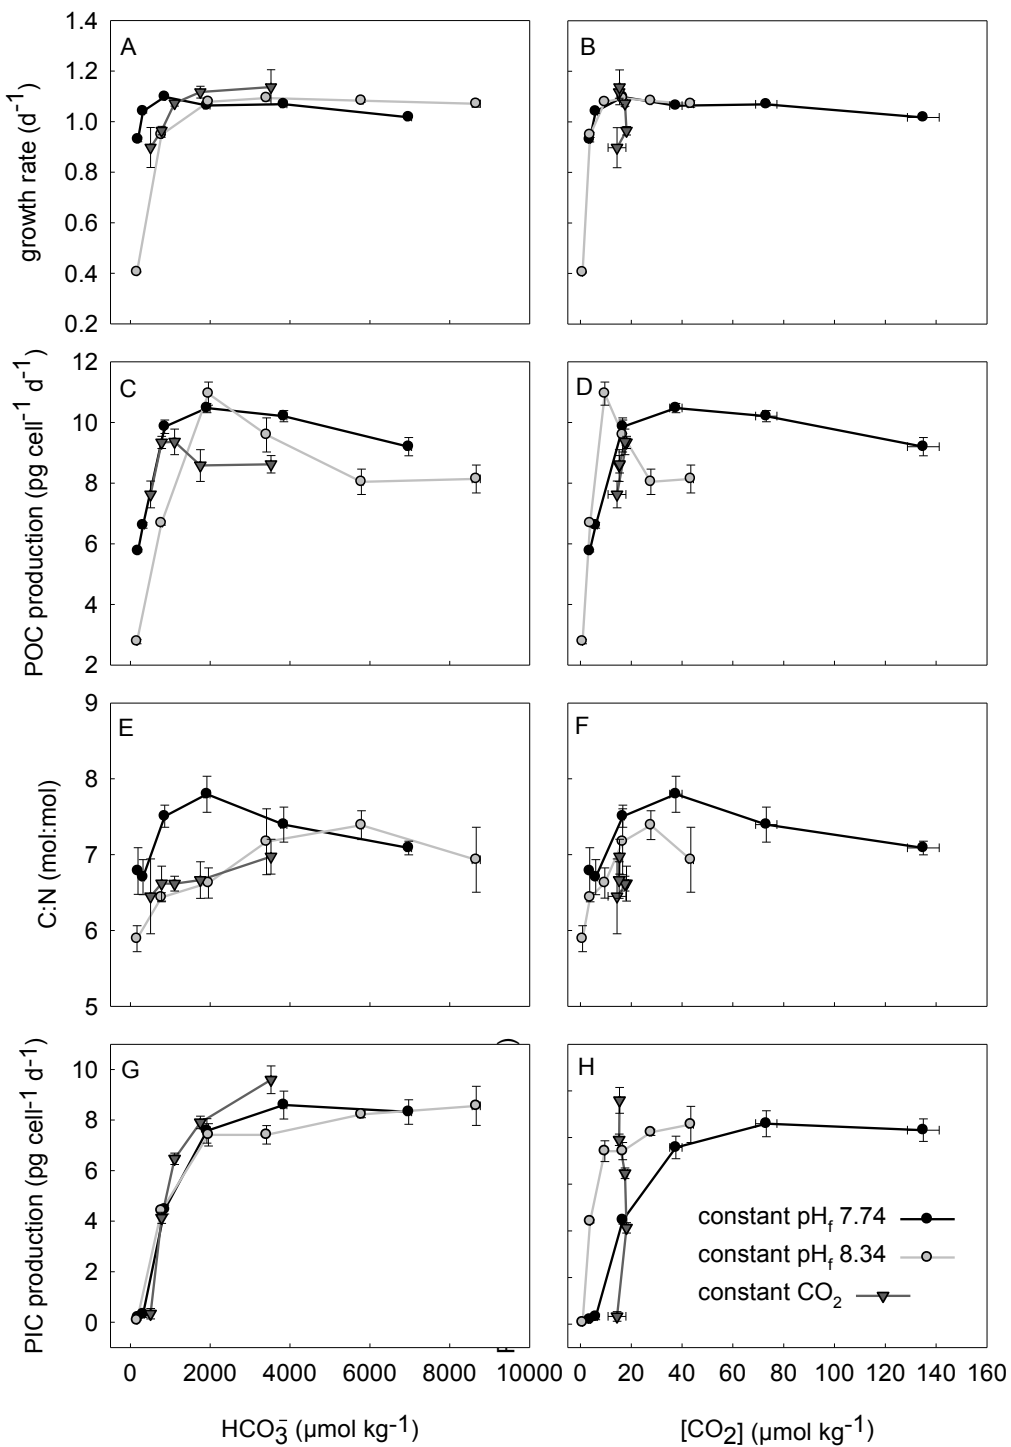 1.4
1.2
1.0
0.8
0.6
0.4
0.2
growth rate (d⁻¹)
A
B
12
10
8
6
4
2
POC production (pg cell⁻¹ d⁻¹)
C
D
9
8
7
6
5
C:N (mol:mol)
E
F
10
8
6
4
2
0
PIC production (pg cell⁻¹ d⁻¹)
G
H
constant pH_f 7.74
constant pH_f 8.34
constant CO₂
0 2000 4000 6000 8000 10000
0 20 40 60 80 100 120 140 160
HCO₃⁻ (µmol kg⁻¹)
[CO₂] (µmol kg⁻¹)